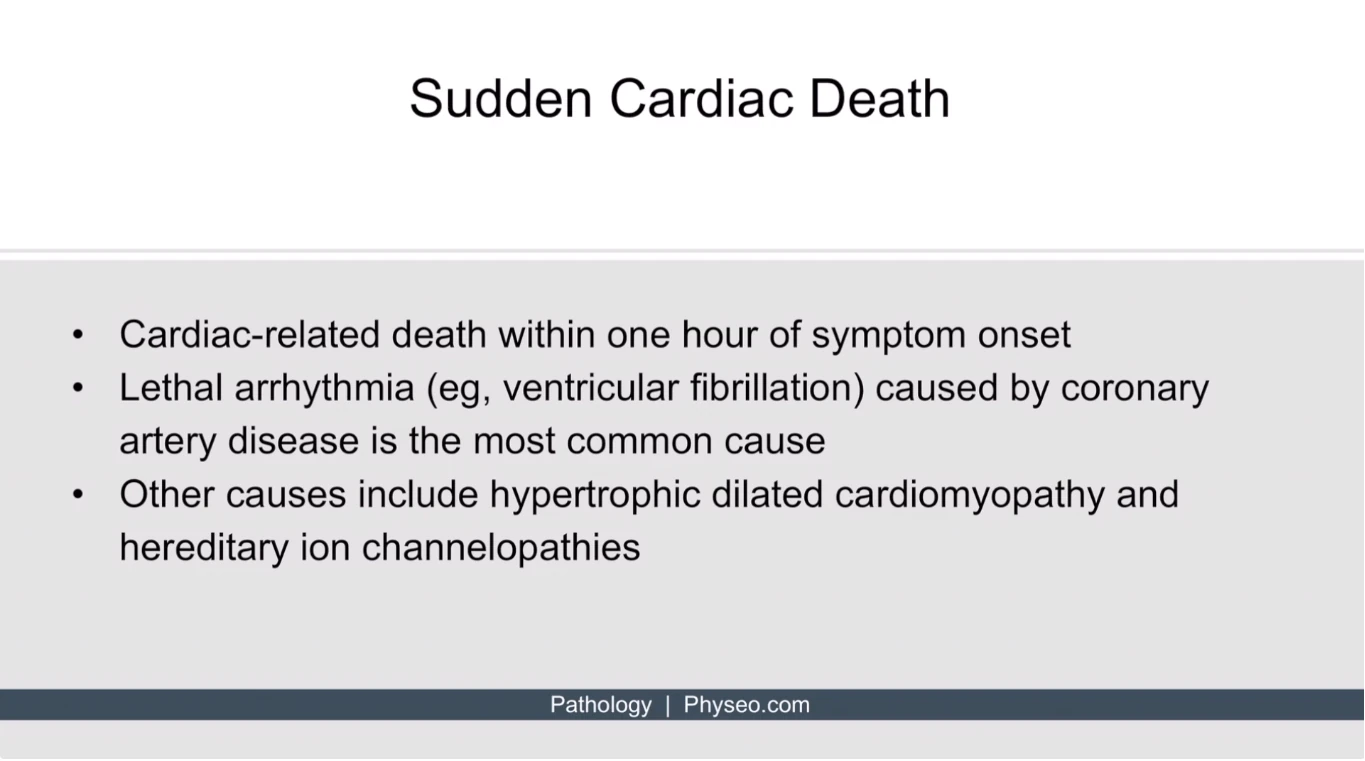 Sudden Cardiac Death
• Cardiac-related death within one hour of symptom onset
• Lethal arrhythmia (eg, ventricular fibrillation) caused by coronary
artery disease is the most common cause
• Other causes include hypertrophic dilated cardiomyopathy and
hereditary ion channelopathies
Pathology | Physeo.com